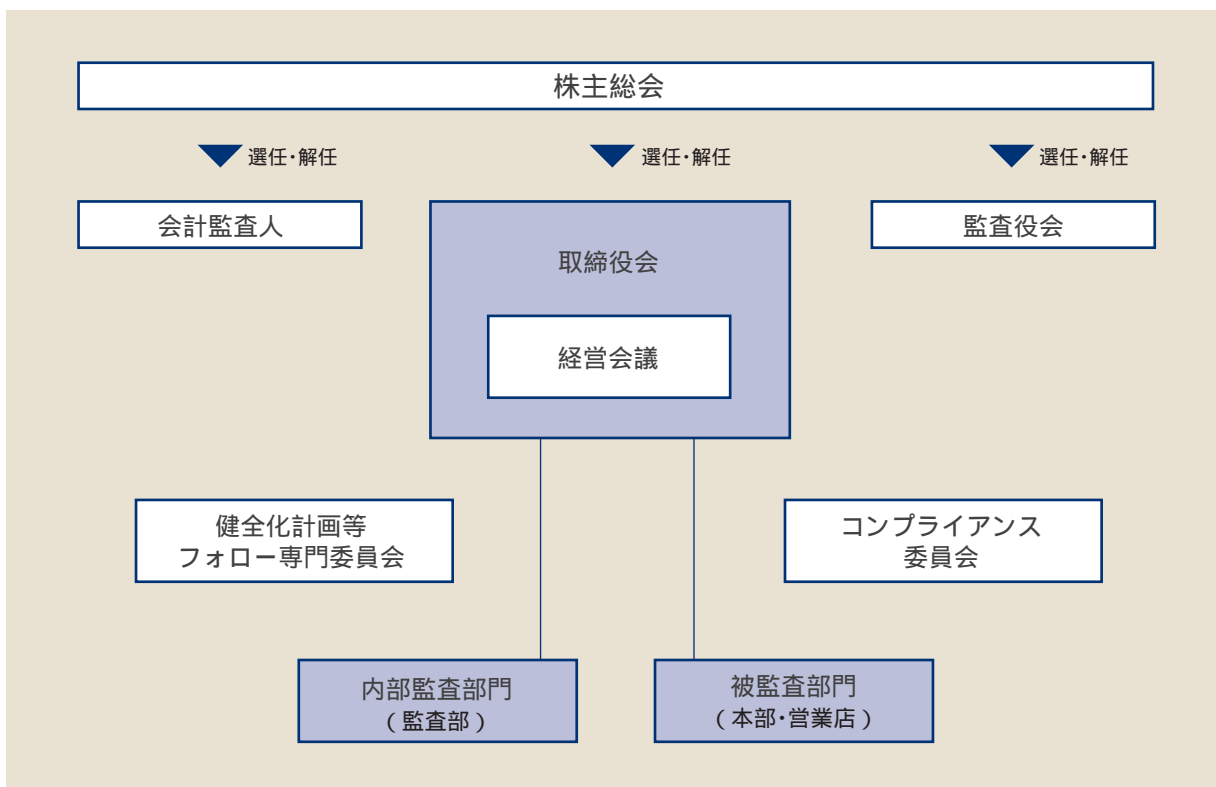 株主総会
選任・解任
選任・解任
選任・解任
会計監査人
取締役会
監査役会
経営会議
健全化計画等
フォロー専門委員会
コンプライアンス
委員会
内部監査部門
(監査部)
被監査部門
(本部・営業店)